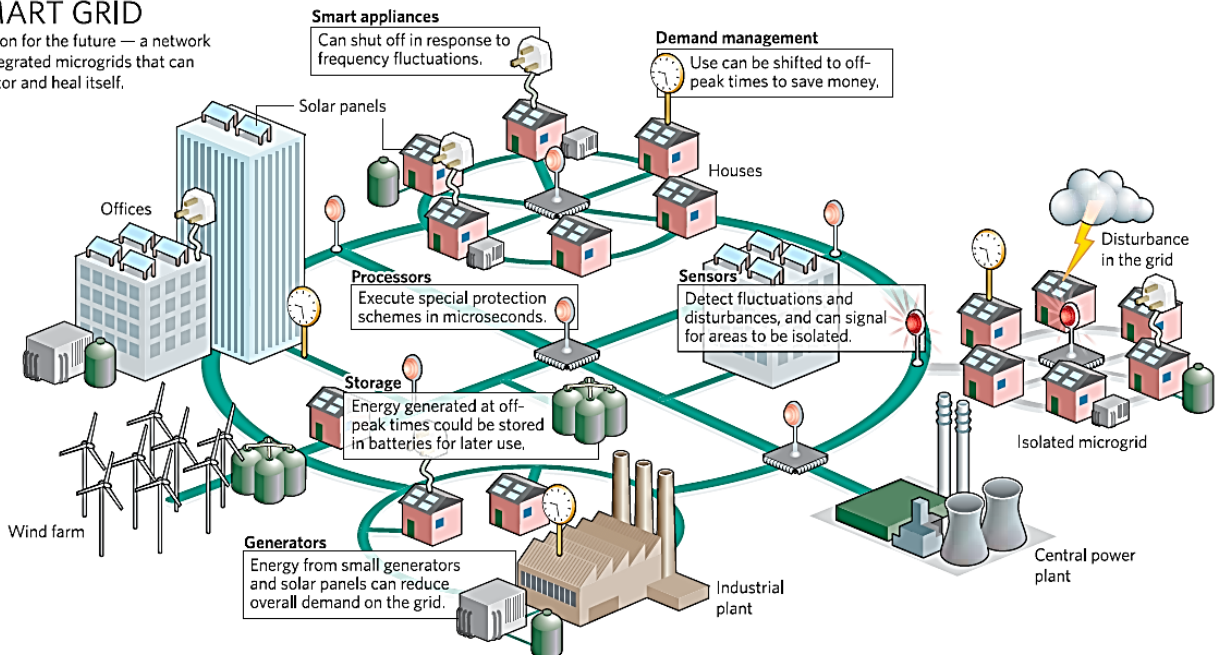 MART GRID
on for the future — a network
egrated microgrids that can
tor and heal itself.
Smart appliances
Can shut off in response to
frequency fluctuations.
Demand management
Use can be shifted to off-
peak times to save money.
Solar panels
Houses
Offices
Disturbance
in the grid
Processors
Execute special protection
schemes in microseconds.
Sensors
Detect fluctuations and
disturbances, and can signal
for areas to be isolated.
Storage
Energy generated at off-
peak times could be stored
in batteries for later use.
Isolated microgrid
Wind farm
Generators
Energy from small generators
and solar panels can reduce
overall demand on the grid.
Industrial
plant
Central power
plant